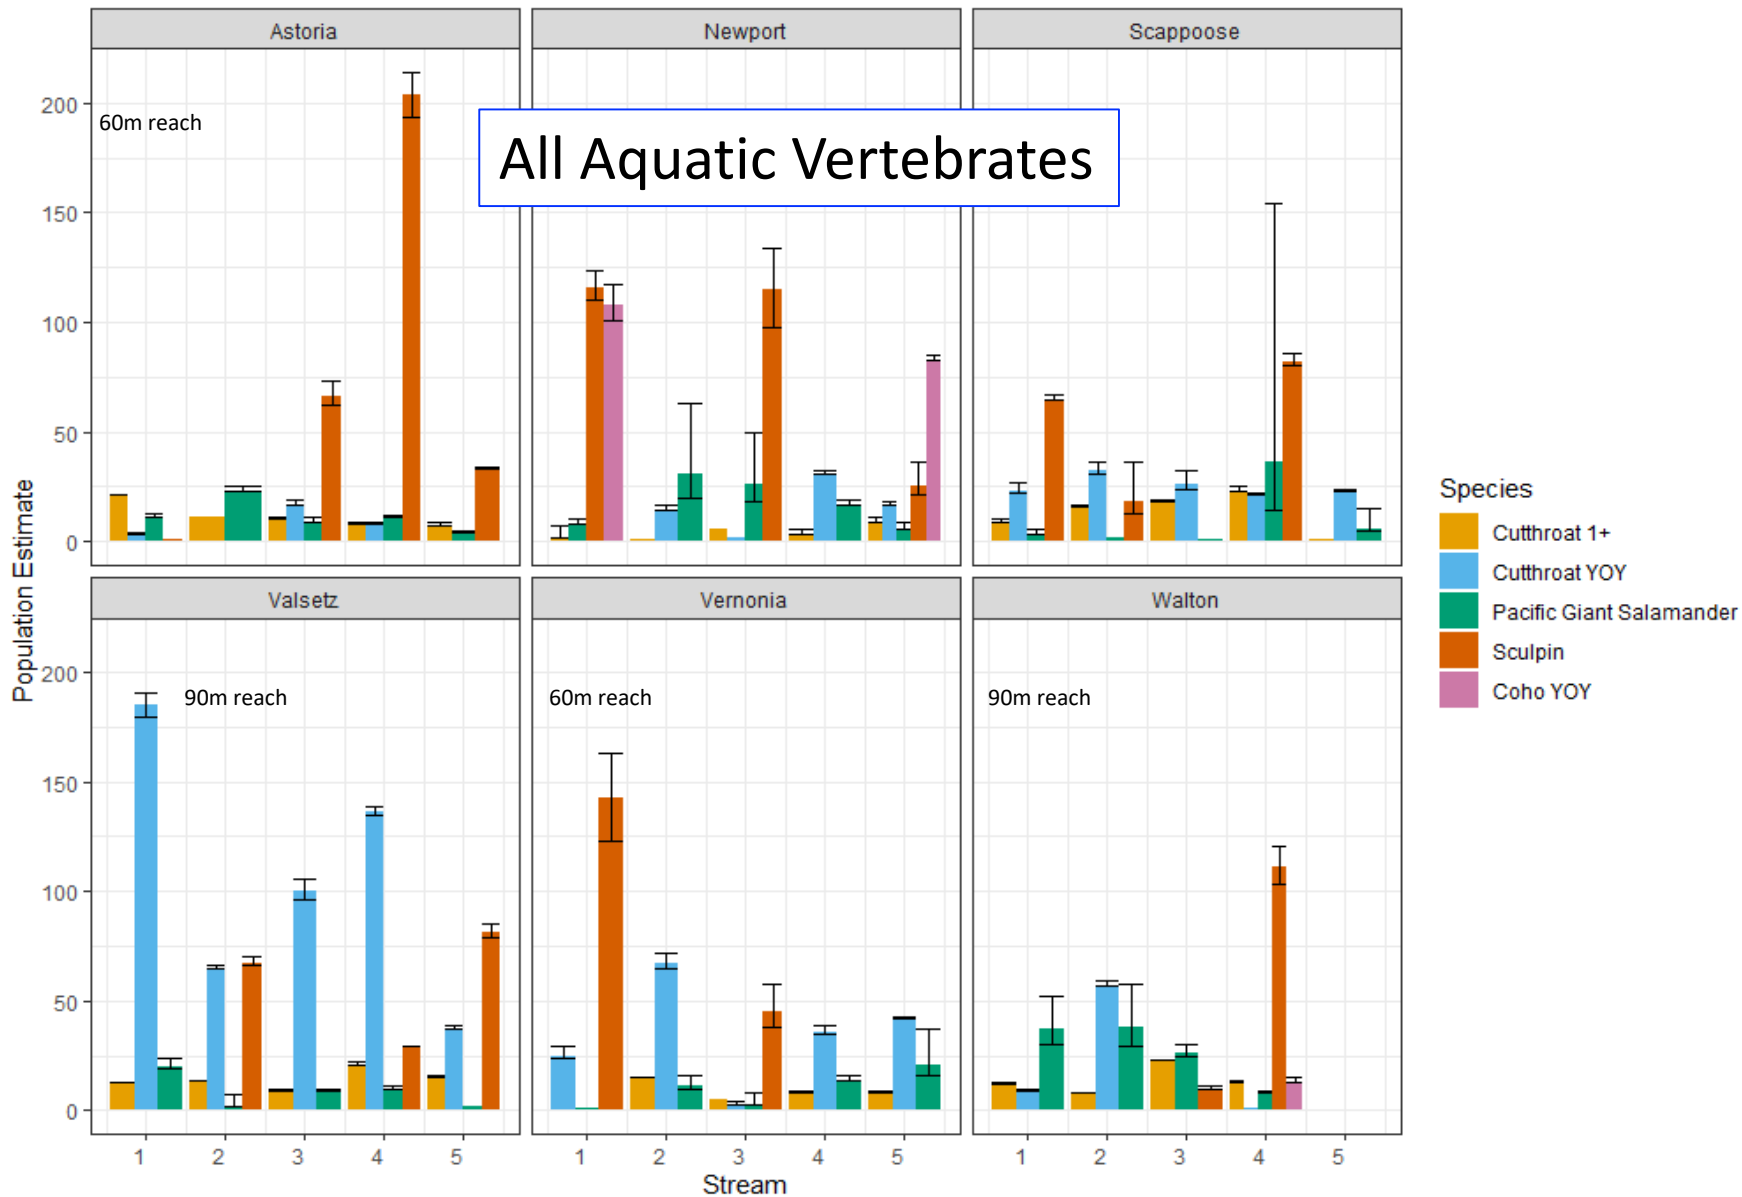 Astoria
Newport
Scappoose
200
150
100
50
0
60m reach
All Aquatic Vertebrates
Population Estimate
Valsetz
Vernonia
Walton
200
150
100
50
0
90m reach
60m reach
90m reach
1 2 3 4 5
1 2 3 4 5
1 2 3 4 5
Stream
Species
Cutthroat 1+
Cutthroat YOY
Pacific Giant Salamander
Sculpin
Coho YOY